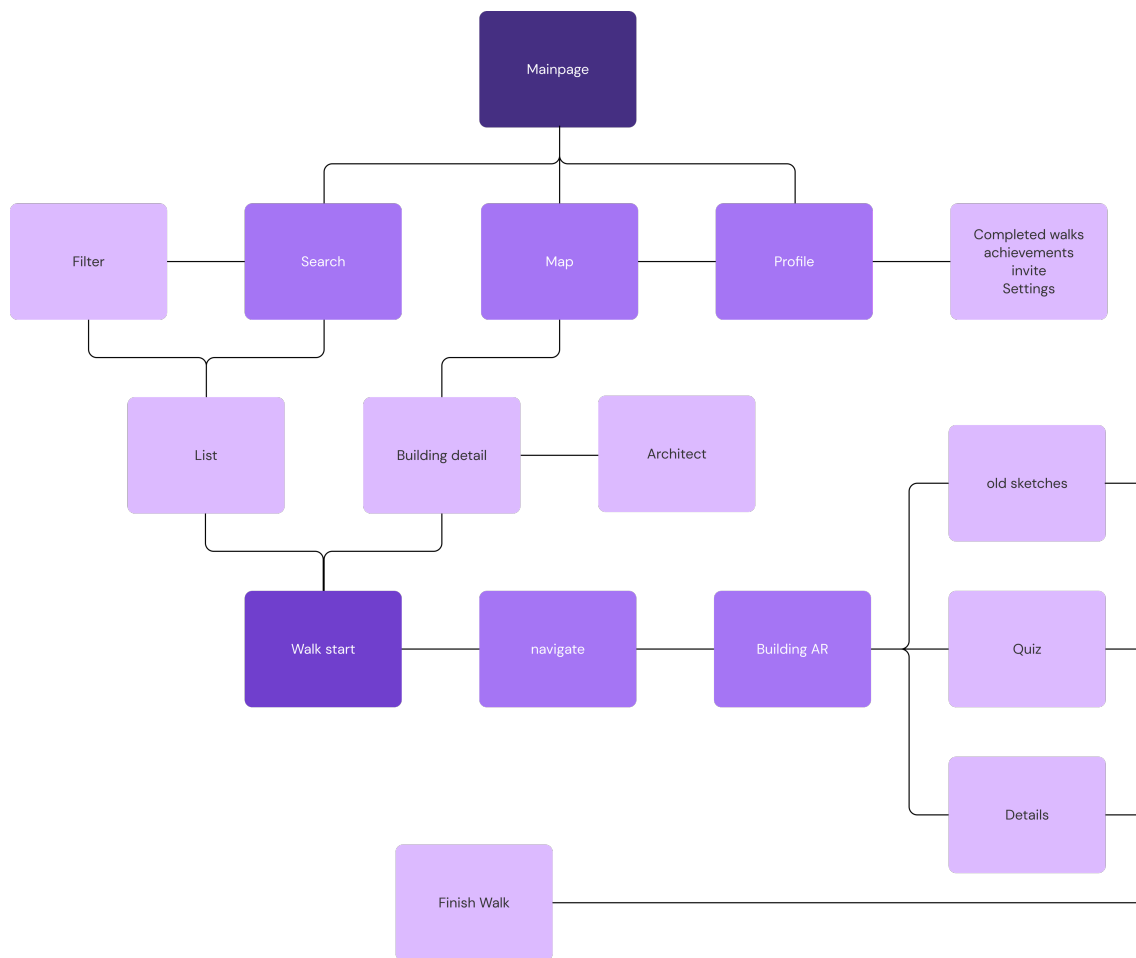 Mainpage
Filter
Search
Map
Profile
Completed walks
achievements
invite
Settings
List
Building detail
Architect
old sketches
Walk start
navigate
Building AR
Quiz
Details
Finish Walk